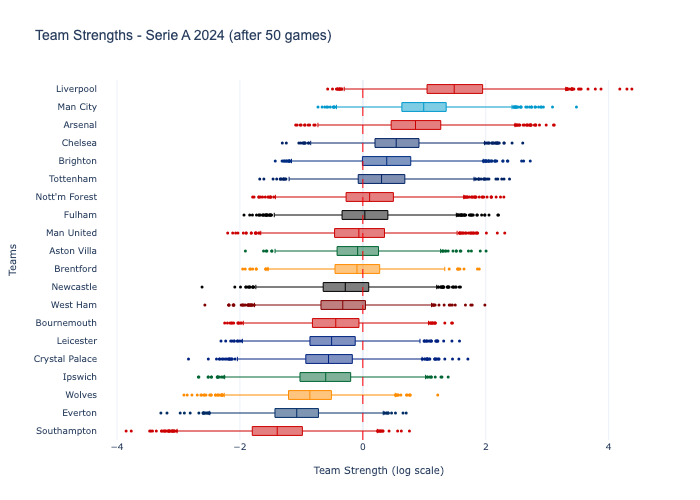 Team Strengths - Serie A 2024 (after 50 games)
Liverpool
Man City
Arsenal
Chelsea
Brighton
Tottenham
Nott'm Forest
Fulham
Man United
Aston Villa
Brentford
Newcastle
West Ham
Bournemouth
Leicester
Crystal Palace
Ipswich
Wolves
Everton
Southampton
Teams
−4
−2
0
2
4
Team Strength (log scale)